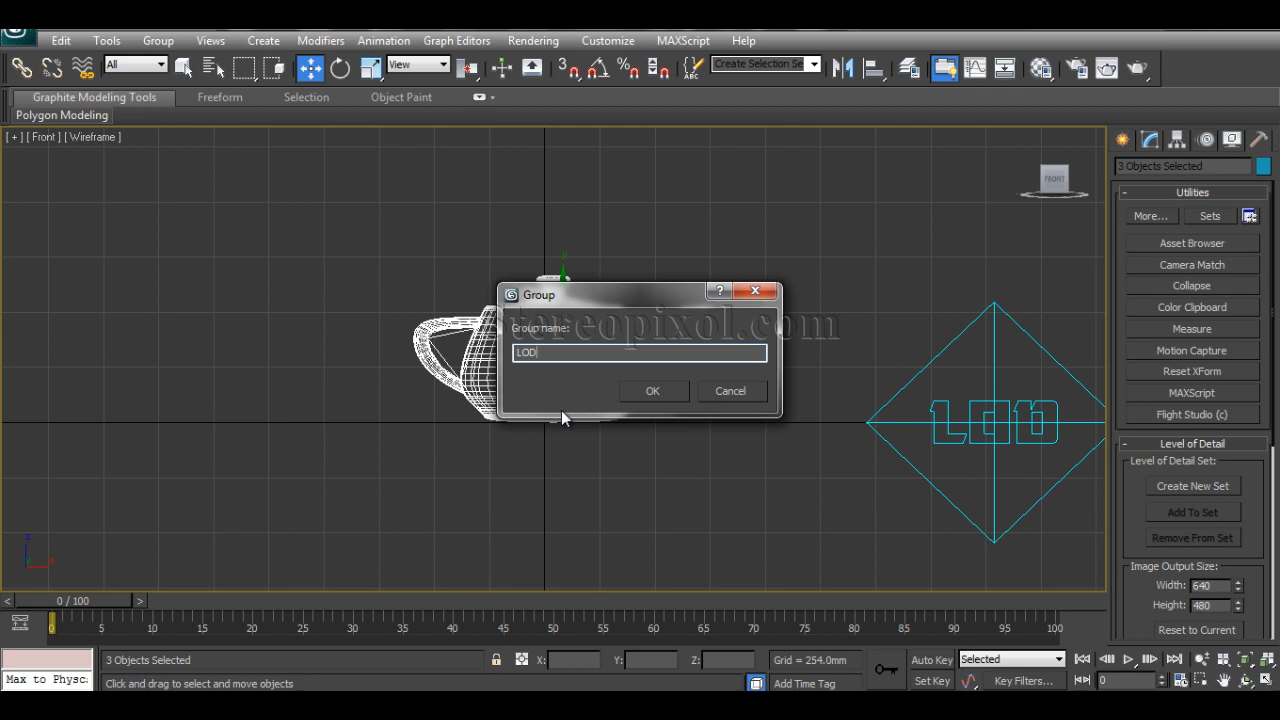 Edit Tools Group Views Create Modifiers Animation Graph Editors Rendering Customize MAXScript Help
All View 3 ABC Create Selection Se
Graphite Modeling Tools Freeform Selection Object Paint
Polygon Modeling
[ + ] [ Front ] [ Wireframe ]
3 Objects Selected
FRONT
Utilities
More... Sets
Asset Browser
Camera Match
Collapse
Color Clipboard
Measure
Motion Capture
Reset XForm
MAXScript
Flight Studio (c)
Group
stereopixol.com
Group name:
LOD
OK Cancel
LOD
Level of Detail
Level of Detail Set:
Create New Set
Add To Set
Remove From Set
Image Output Size:
Width: 640
Height: 480
Reset to Current
y
z
x
< 0 / 100 >
0 5 10 15 20 25 30 35 40 45 50 55 60 65 70 75 80 85 90 95 100
3 Objects Selected X: Y: Z: Grid = 254.0mm Auto Key Selected
Max to Physc: Click and drag to select and move objects Add Time Tag Set Key Key Filters... 0